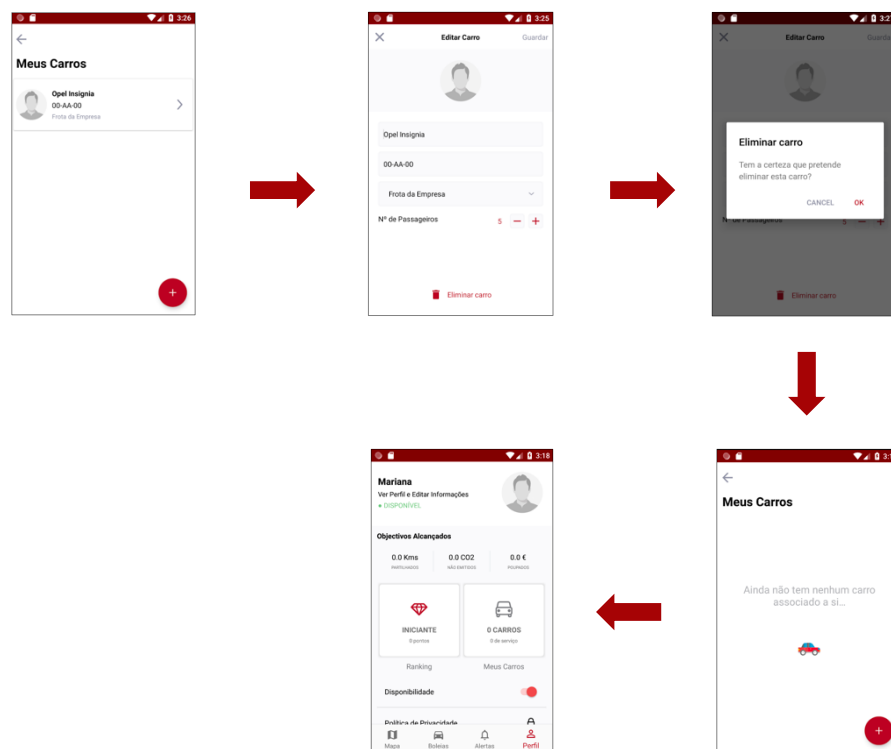 3:26
Meus Carros
Opel Insignia
00-AA-00
Frota da Empresa
+
3:25
Editar Carro
Guardar
Opel Insignia
00-AA-00
Frota da Empresa
Nº de Passageiros
5 − +
Eliminar carro
Editar Carro
Eliminar carro
Tem a certeza que pretende
eliminar esta carro?
CANCEL OK
Nº de Passageiros
5 − +
Eliminar carro
Meus Carros
Ainda não tem nenhum carro
associado a si...
+
3:18
Mariana
Ver Perfil e Editar Informações
DISPONÍVEL
Objectivos Alcançados
0.0 Kms 0.0 CO2 0.0 €
PARTILHADOS NÃO EMITIDOS POUPADOS
INICIANTE 0 CARROS
0 pontos 0 de serviço
Ranking Meus Carros
Disponibilidade
Política de Privacidade
Mapa Boleias Alertas Perfil